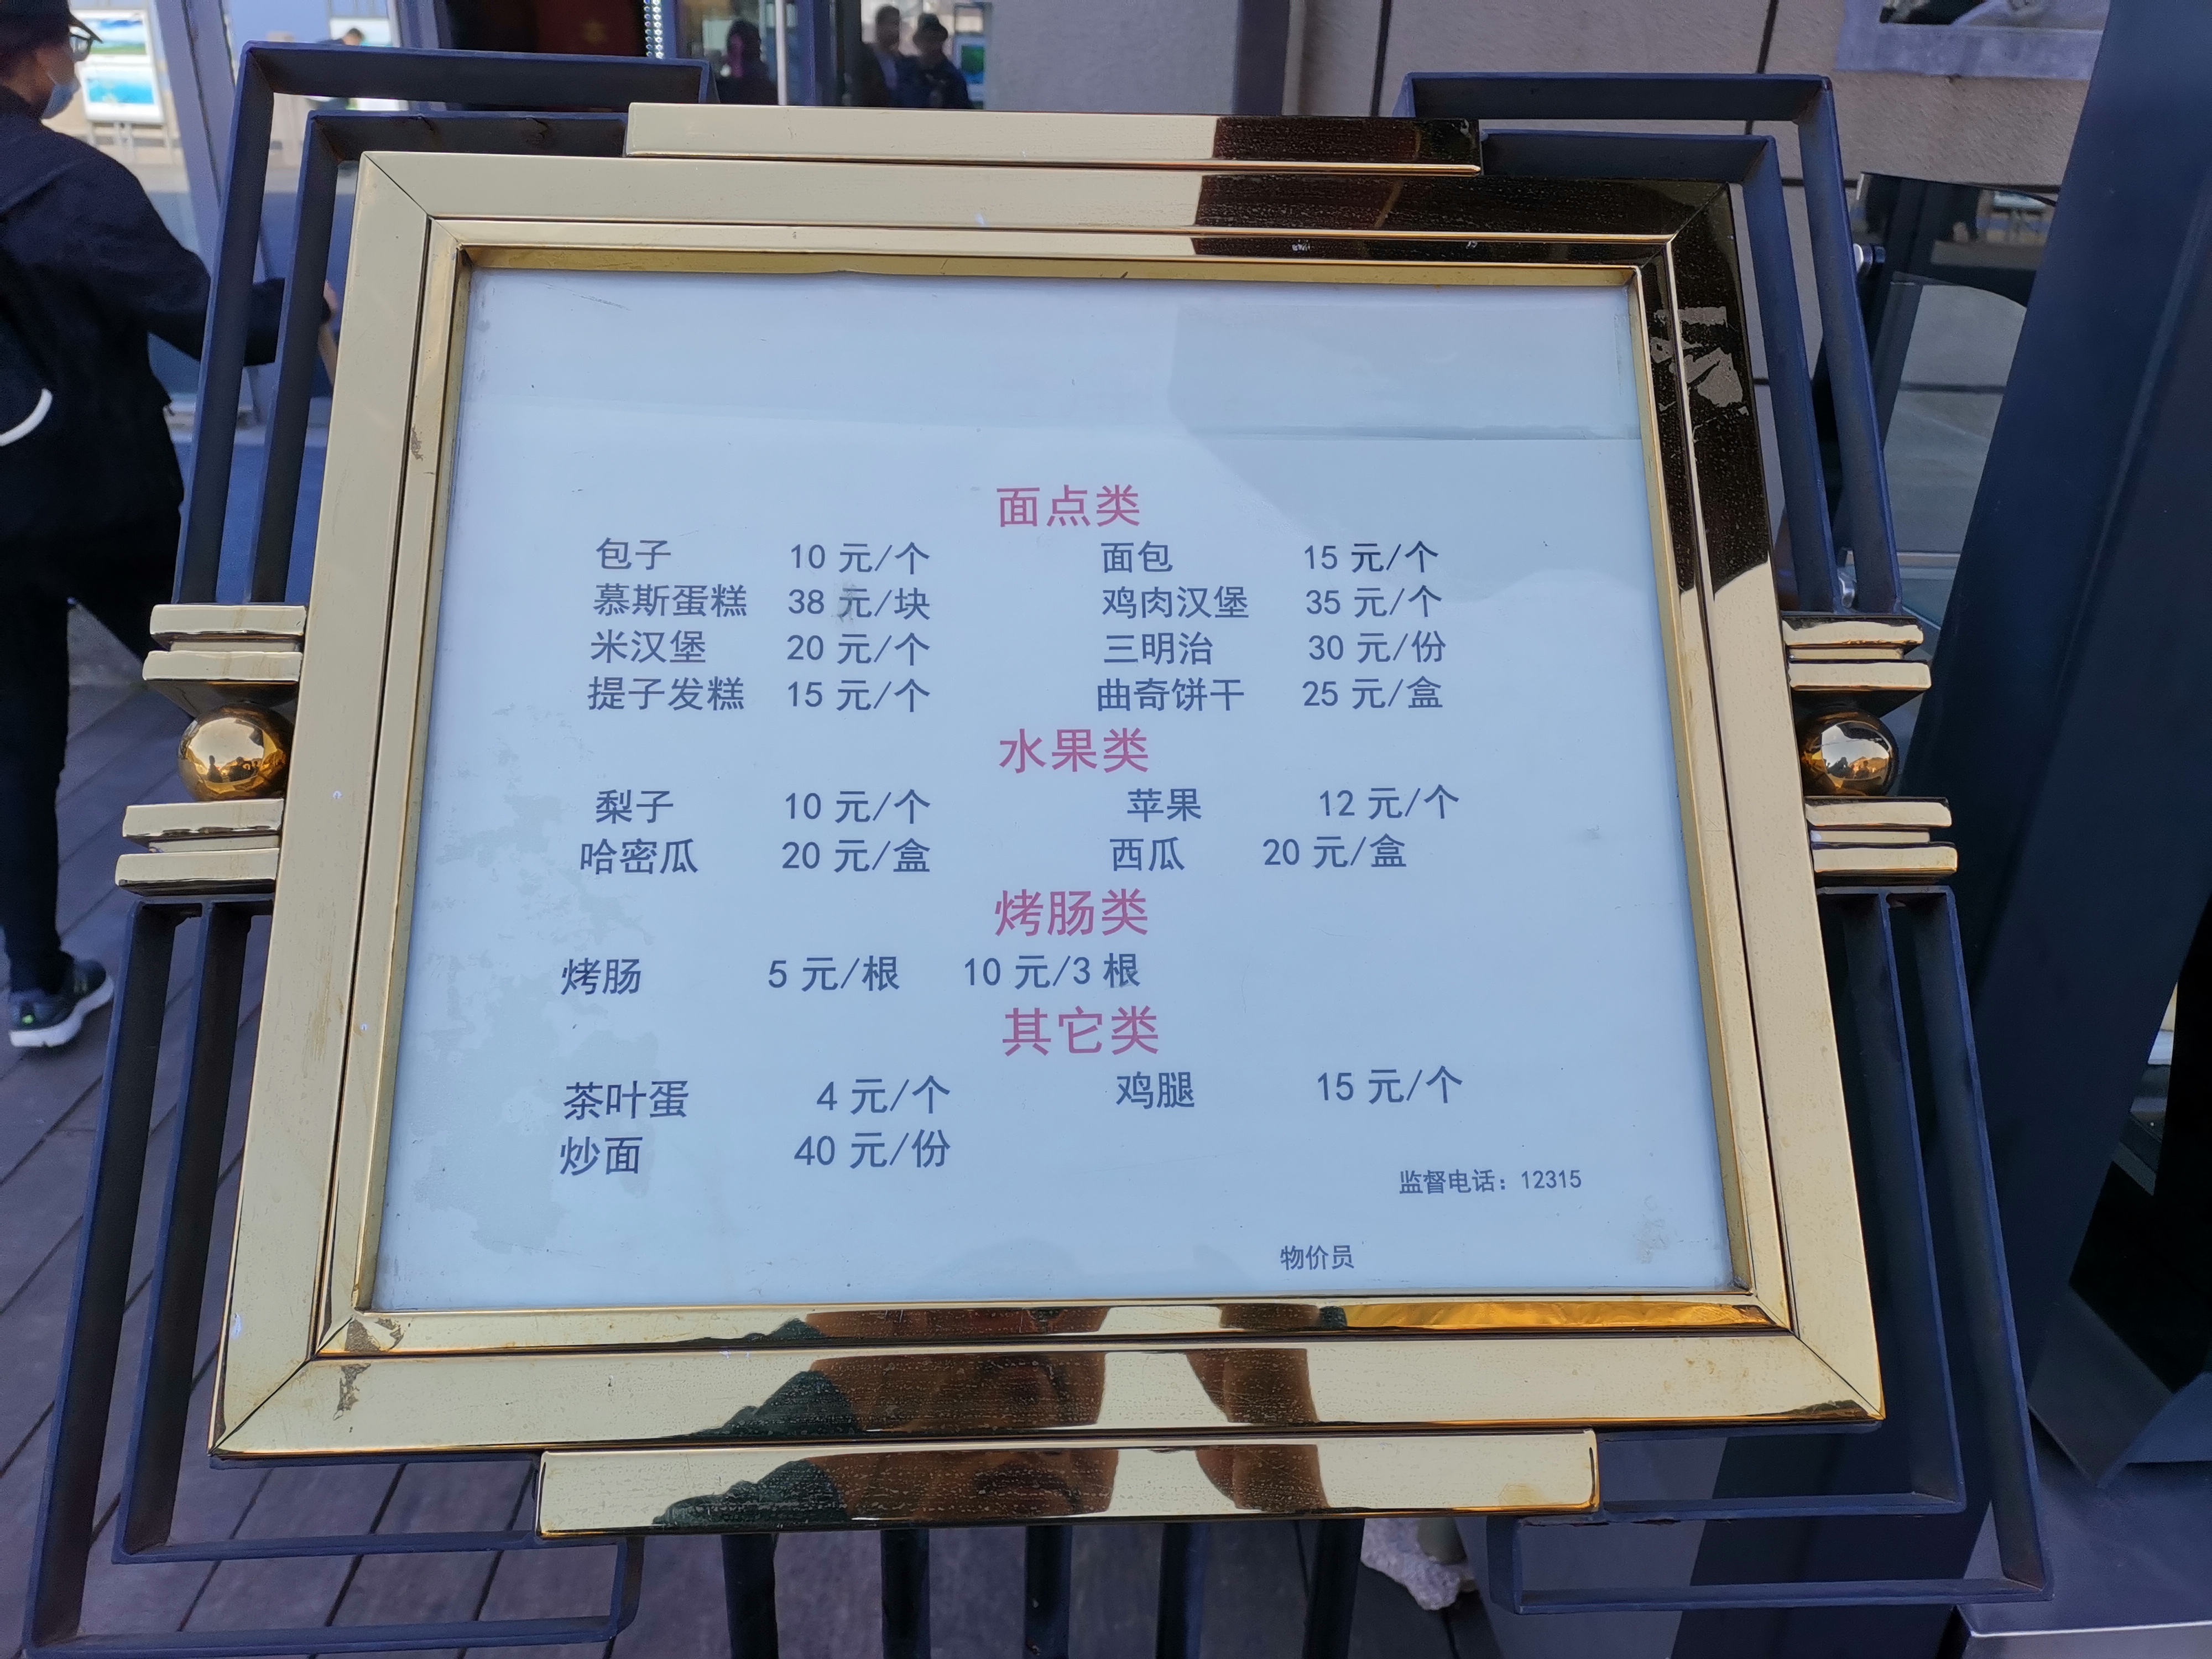 面点类
包子 10 元/个 面包 15 元/个
慕斯蛋糕 38 元/块 鸡肉汉堡 35 元/个
米汉堡 20 元/个 三明治 30 元/份
提子发糕 15 元/个 曲奇饼干 25 元/盒
水果类
梨子 10 元/个 苹果 12 元/个
哈密瓜 20 元/盒 西瓜 20 元/盒
烤肠类
烤肠 5 元/根 10 元/3 根
其它类
茶叶蛋 4 元/个 鸡腿 15 元/个
炒面 40 元/份
监督电话：12315
物价员